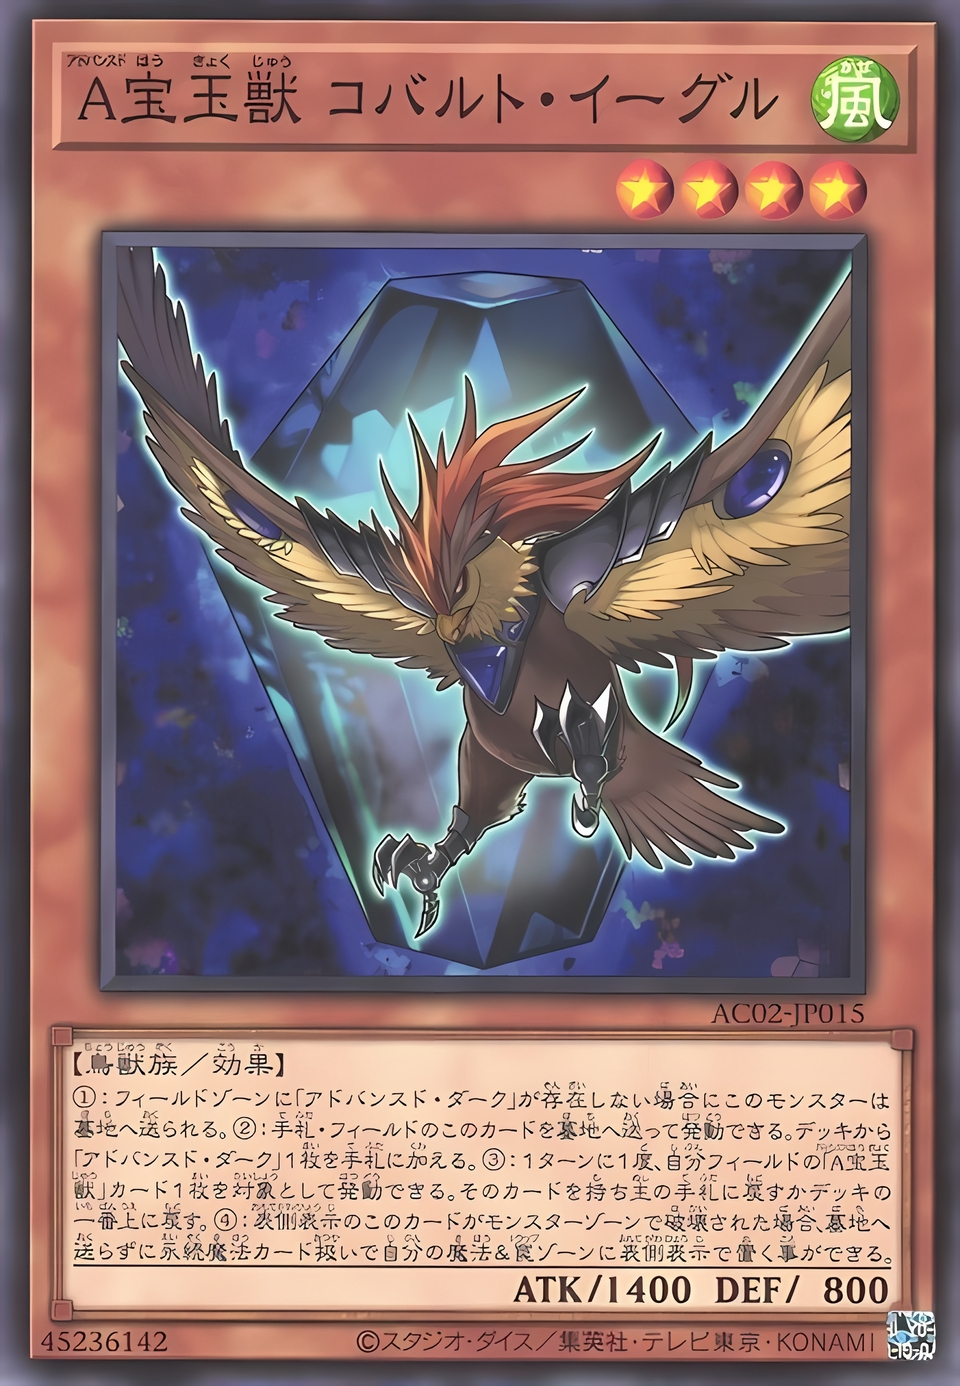 A宝玉獣 コバルト・イーグル
風
AC02-JP015
【鳥獣族／効果】
①：フィールドゾーンに「アドバンスド・ダーク」が存在しない場合にこのモンスターは
墓地へ送られる。②：手札・フィールドのこのカードを墓地へ送って発動できる。デッキから
「アドバンスド・ダーク」１枚を手札に加える。③：１ターンに１度、自分フィールドの「A宝玉
獣」カード１枚を対象として発動できる。そのカードを持ち主の手札に戻すかデッキの
一番上に戻す。④：表側表示のこのカードがモンスターゾーンで破壊された場合、墓地へ
送らずに永続魔法カード扱いで自分の魔法＆罠ゾーンに表側表示で置く事ができる。
ATK/1400 DEF/ 800
45236142
©スタジオ・ダイス／集英社・テレビ東京・KONAMI